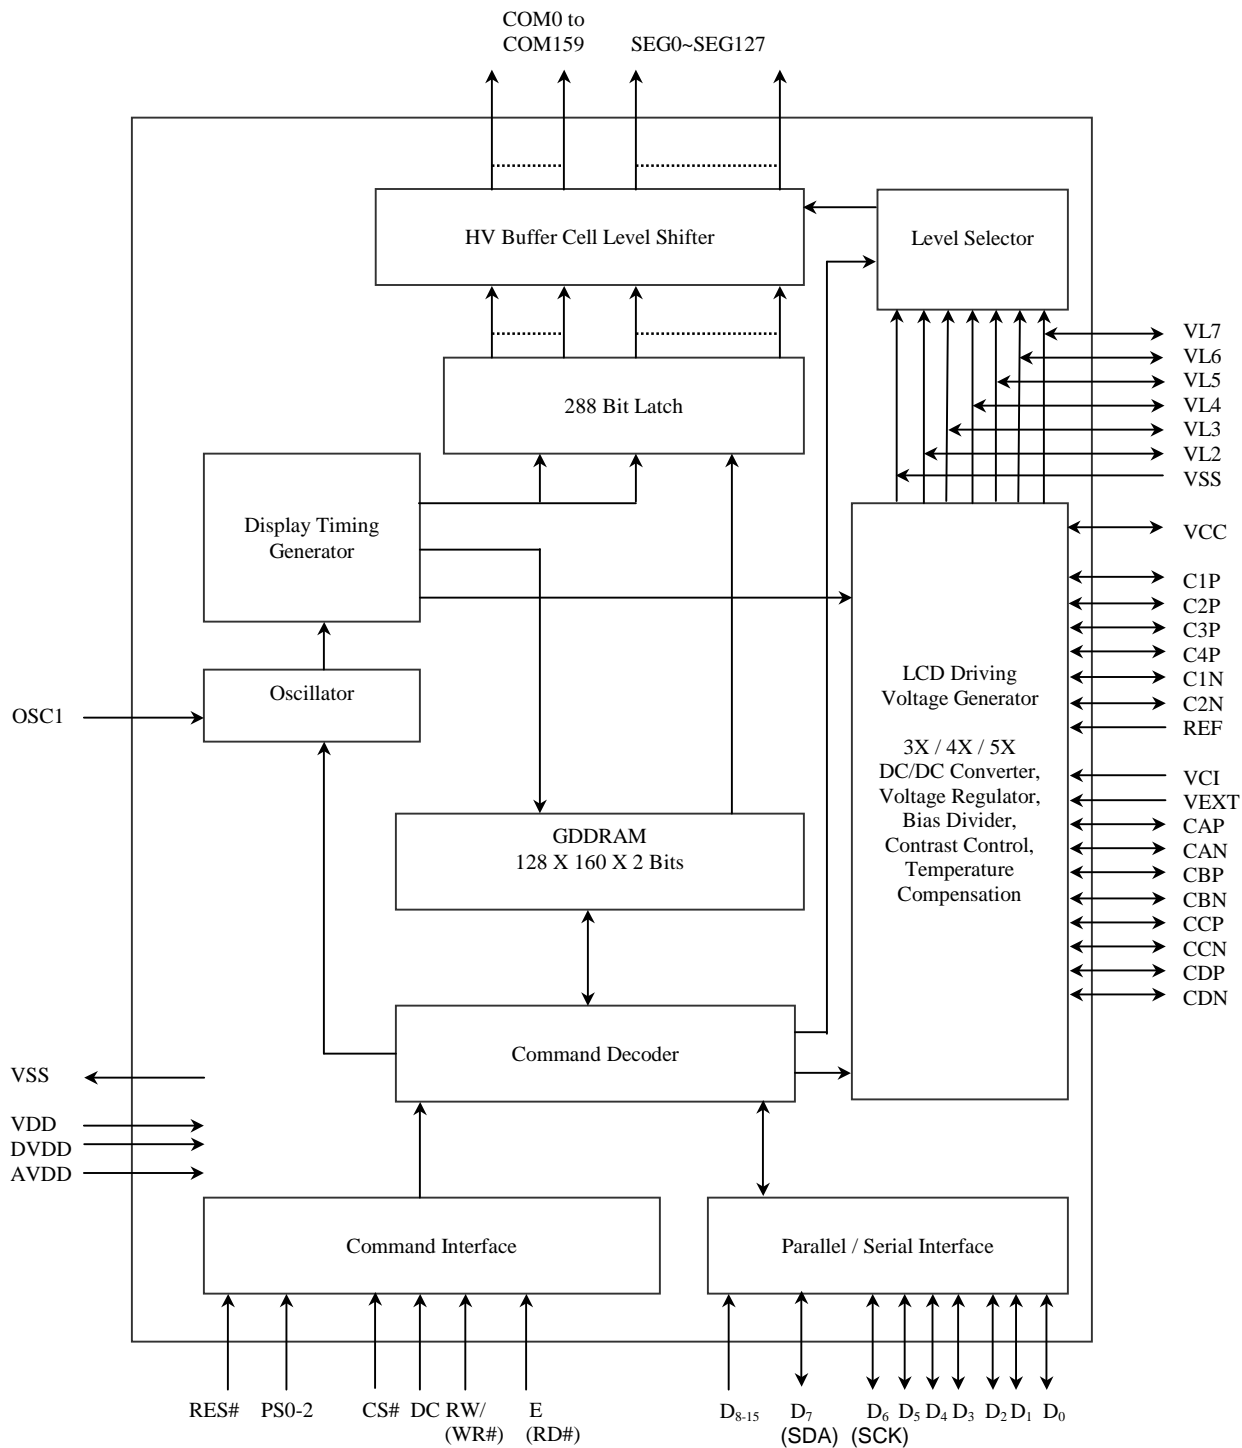 COM0 to
COM159
SEG0~SEG127
HV Buffer Cell Level Shifter
Level Selector
VL7
VL6
VL5
VL4
VL3
VL2
VSS
288 Bit Latch
Display Timing
Generator
VCC
C1P
C2P
C3P
C4P
C1N
C2N
REF
VCI
VEXT
CAP
CAN
CBP
CBN
CCP
CCN
CDP
CDN
LCD Driving
Voltage Generator
3X / 4X / 5X
DC/DC Converter,
Voltage Regulator,
Bias Divider,
Contrast Control,
Temperature
Compensation
Oscillator
OSC1
GDDRAM
128 X 160 X 2 Bits
Command Decoder
VSS
VDD
DVDD
AVDD
Command Interface
Parallel / Serial Interface
RES#
PS0-2
CS#
DC
RW/
(WR#)
E
(RD#)
D8-15
D7
(SDA)
D6
(SCK)
D5
D4
D3
D2
D1
D0